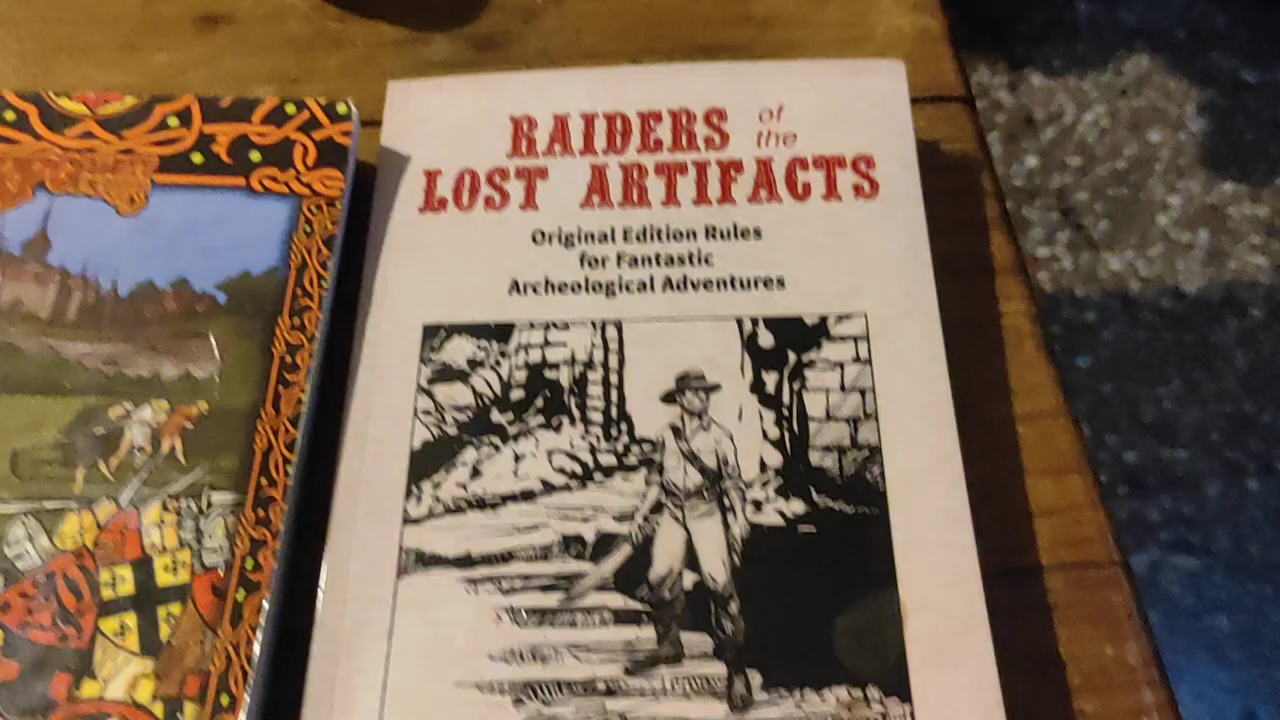 RAIDERS of the
LOST ARTIFACTS
Original Edition Rules
for Fantastic
Archeological Adventures